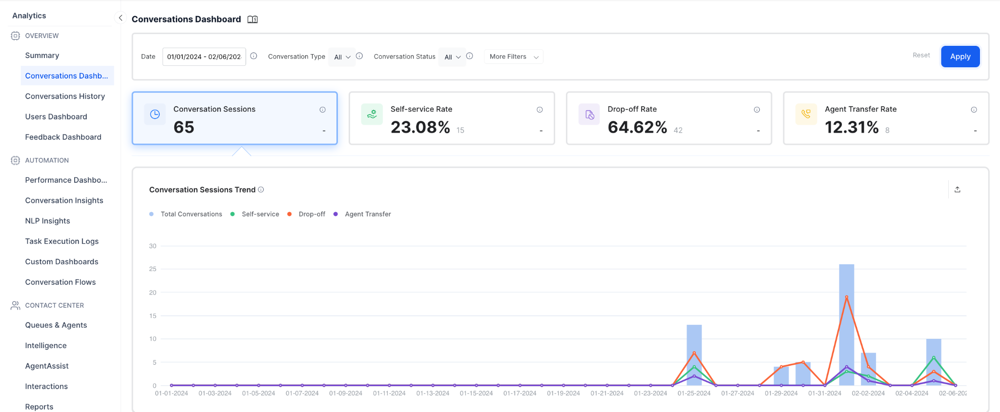 Analytics
OVERVIEW
Summary
Conversations Dashb...
Conversations History
Users Dashboard
Feedback Dashboard
AUTOMATION
Performance Dashbo...
Conversation Insights
NLP Insights
Task Execution Logs
Custom Dashboards
Conversation Flows
CONTACT CENTER
Queues & Agents
Intelligence
AgentAssist
Interactions
Reports
Conversations Dashboard
Date 01/01/2024 - 02/06/202 Conversation Type All Conversation Status All More Filters Reset Apply
Conversation Sessions
65 -
Self-service Rate
23.08% 15 -
Drop-off Rate
64.62% 42 -
Agent Transfer Rate
12.31% 8 -
Conversation Sessions Trend
Total Conversations Self-service Drop-off Agent Transfer
30
25
20
15
10
5
0
01-01-2024 01-03-2024 01-05-2024 01-07-2024 01-09-2024 01-11-2024 01-13-2024 01-15-2024 01-17-2024 01-19-2024 01-21-2024 01-23-2024 01-25-2024 01-27-2024 01-29-2024 01-31-2024 02-02-2024 02-04-2024 02-06-202